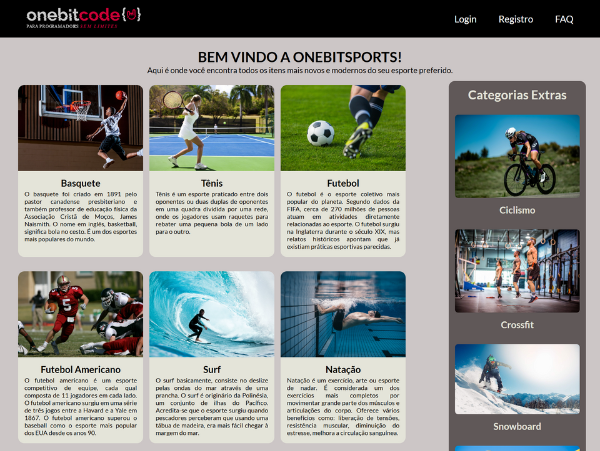 onebitcode{ }
PARA PROGRAMADORES SEM LIMITES
Login Registro FAQ
BEM VINDO A ONEBITSPORTS!
Aqui é onde você encontra todos os itens mais novos e modernos do seu esporte preferido.
Basquete
O basquete foi criado em 1891 pelo
pastor canadense presbiteriano e
também professor de educação física da
Associação Cristã de Moços, James
Naismith. O nome em inglês, basketball,
significa bola no cesto. É um dos esportes
mais populares do mundo.
Tênis
Tênis é um esporte praticado entre dois
oponentes ou duas duplas de oponentes
em uma quadra dividida por uma rede,
onde os jogadores usam raquetes para
rebater uma pequena bola de um lado
para o outro.
Futebol
O futebol é o esporte coletivo mais
popular do planeta. Segundo dados da
FIFA, cerca de 270 milhões de pessoas
atuam em atividades diretamente
relacionadas ao esporte. O futebol surgiu
na Inglaterra durante o século XIX, mas
relatos históricos apontam que já
existiam práticas esportivas parecidas.
Futebol Americano
O futebol americano é um esporte
competitivo de equipe, cada qual
composta de 11 jogadores em cada lado.
O futebol americano surgiu em uma série
de três jogos entre a Havard e a Yale em
1867. O futebol americano superou o
baseball como o esporte mais popular
dos EUA desde os anos 90.
Surf
O surf basicamente, consiste no deslize
pelas ondas do mar através de uma
prancha. O surf é originário da Polinésia,
um conjunto de ilhas do Pacífico.
Acredita-se que o esporte surgiu quando
pescadores perceberam que usando uma
tábua de madeira, era mais fácil chegar à
margem do mar.
Natação
Natação é um exercício, arte ou esporte
de nadar. É considerada um dos
exercícios mais completos por
movimentar grande parte dos músculos e
articulações do corpo. Oferece vários
benefícios como: liberação de tensões,
resistência muscular, diminuição do
estresse, melhora a circulação sanguínea.
Categorias Extras
Ciclismo
Crossfit
Snowboard